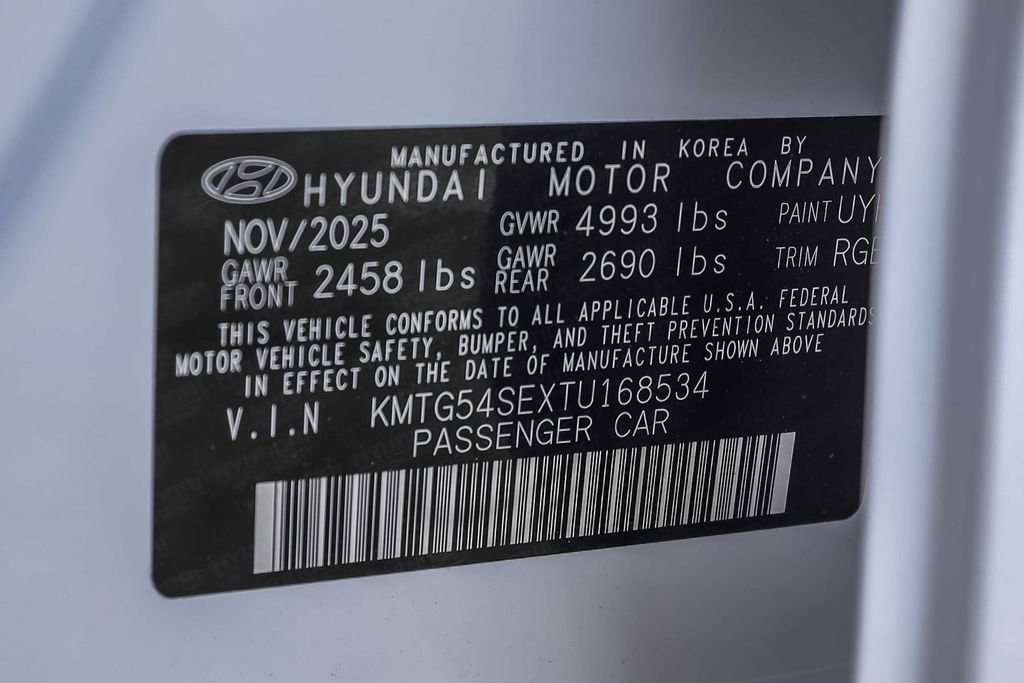 MANUFACTURED IN KOREA BY
HYUNDAI MOTOR COMPANY
NOV/2025 GVWR 4993 lbs PAINT
GAWR FRONT 2458 lbs GAWR REAR 2690 lbs TRIM
THIS VEHICLE CONFORMS TO ALL APPLICABLE U.S.A. FEDERAL
MOTOR VEHICLE SAFETY, BUMPER, AND THEFT PREVENTION STANDARDS
IN EFFECT ON THE DATE OF MANUFACTURE SHOWN ABOVE
V.I.N KMTG54SEXTU168534
PASSENGER CAR